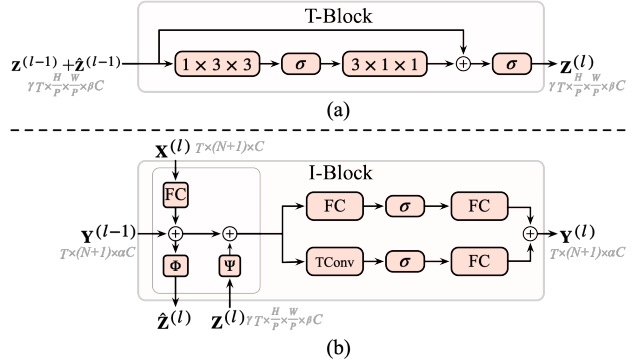 T-Block
z^(l−1) + ẑ^(l−1)
γT×H/P×W/P×βC
1 × 3 × 3
σ
3 × 1 × 1
+
σ
Z^(l)
γT×H/P×W/P×βC
(a)
X^(l) T×(N+1)×C
I-Block
FC
Y^(l−1)
T×(N+1)×αC
+
+
Φ
Ψ
FC
σ
FC
TConv
σ
FC
+
Y^(l)
T×(N+1)×αC
Ẑ^(l)
Z^(l) γT×H/P×W/P×βC
(b)